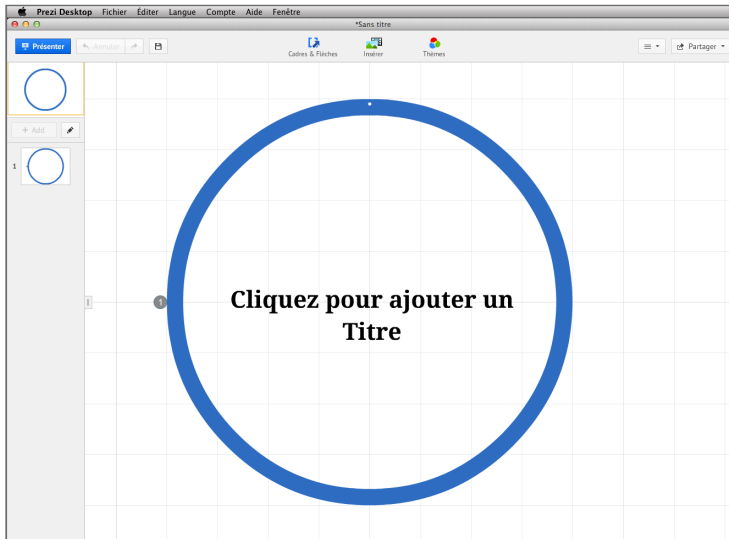 Prezi Desktop Fichier Éditer Langue Compte Aide Fenêtre
*Sans titre
Présenter Annuler Partager
Cadres & Flèches Insérer Thèmes
+ Add
1
1
Cliquez pour ajouter un
Titre